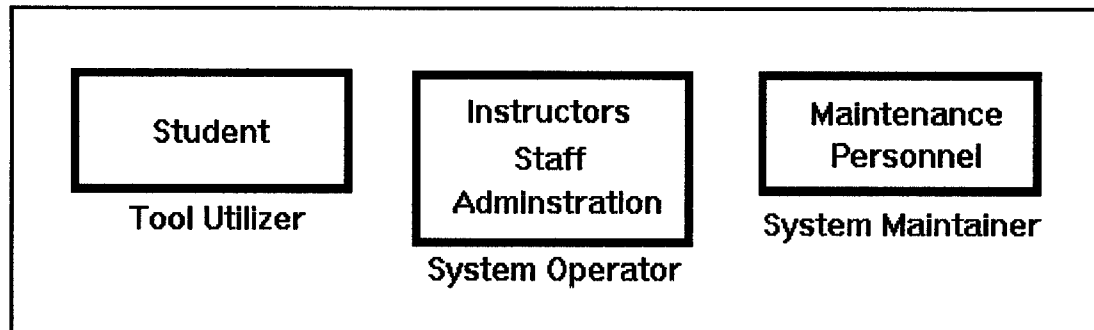 Student
Tool Utilizer
Instructors
Staff
Adminstration
System Operator
Maintenance
Personnel
System Maintainer